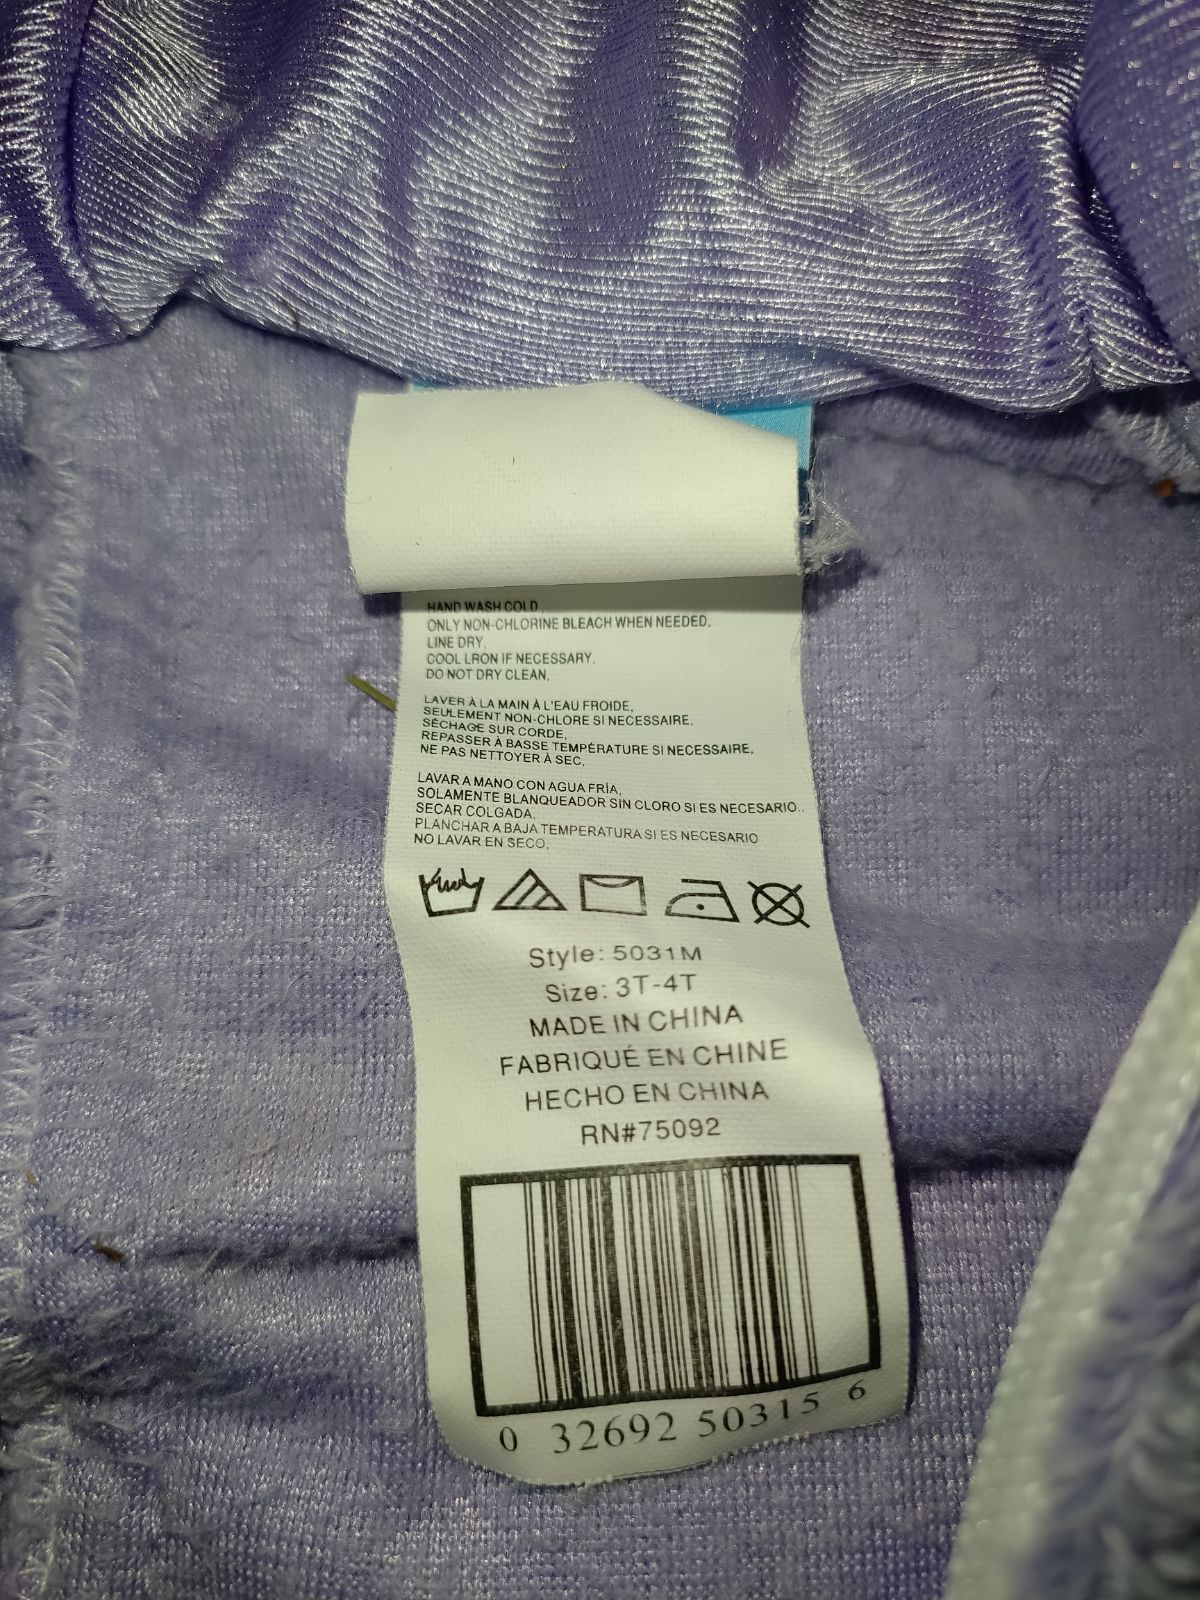 HAND WASH COLD,
ONLY NON-CHLORINE BLEACH WHEN NEEDED,
LINE DRY,
COOL LRON IF NECESSARY,
DO NOT DRY CLEAN,
LAVER À LA MAIN À L'EAU FROIDE,
SEULEMENT NON-CHLORE SI NECESSAIRE,
SÉCHAGE SUR CORDE,
REPASSER À BASSE TEMPÉRATURE SI NECESSAIRE,
NE PAS NETTOYER À SEC,
LAVAR A MANO CON AGUA FRÍA,
SOLAMENTE BLANQUEADOR SIN CLORO SI ES NECESARIO..
SECAR COLGADA,
PLANCHAR A BAJA TEMPERATURA SI ES NECESARIO
NO LAVAR EN SECO,
Style: 5031M
Size: 3T-4T
MADE IN CHINA
FABRIQUÉ EN CHINE
HECHO EN CHINA
RN#75092
0 32692 50315 6